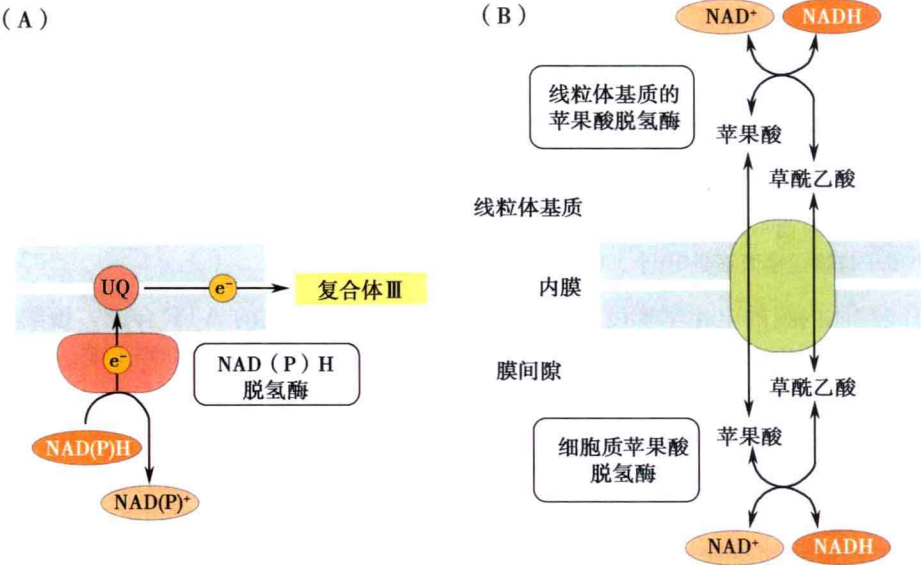 （A）
UQ
e⁻
复合体Ⅲ
e⁻
NAD（P）H
脱氢酶
NAD(P)H
NAD(P)⁺
（B）
NAD⁺
NADH
线粒体基质的
苹果酸脱氢酶
苹果酸
草酰乙酸
线粒体基质
内膜
膜间隙
草酰乙酸
苹果酸
细胞质苹果酸
脱氢酶
NAD⁺
NADH